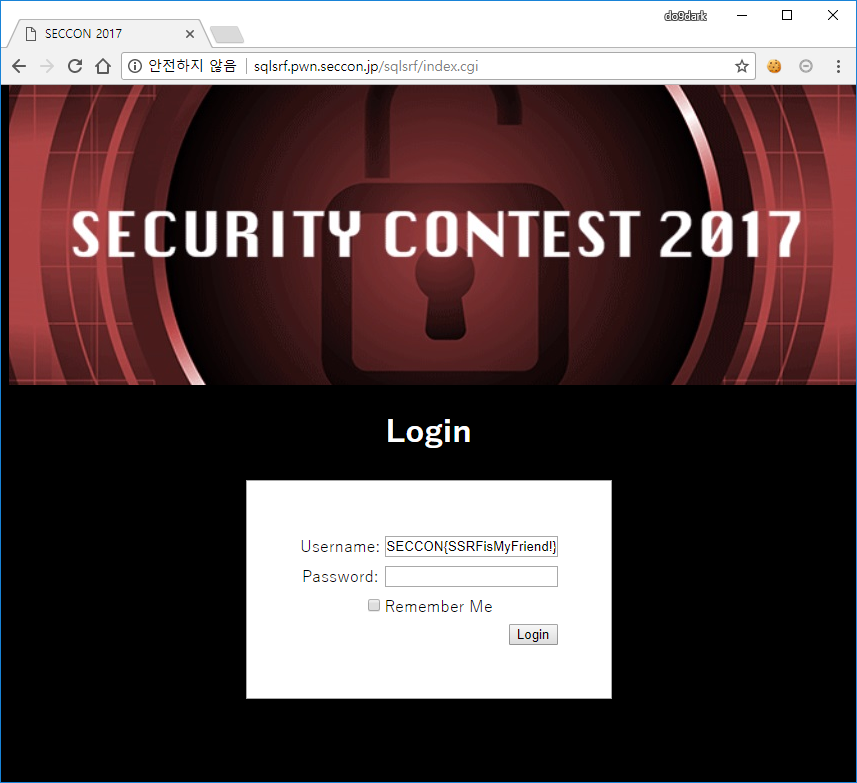 do9dark
SECCON 2017
안전하지 않음 sqlsrf.pwn.seccon.jp/sqlsrf/index.cgi
SECURITY CONTEST 2017
Login
Username: SECCON{SSRFisMyFriend!}
Password:
Remember Me
Login